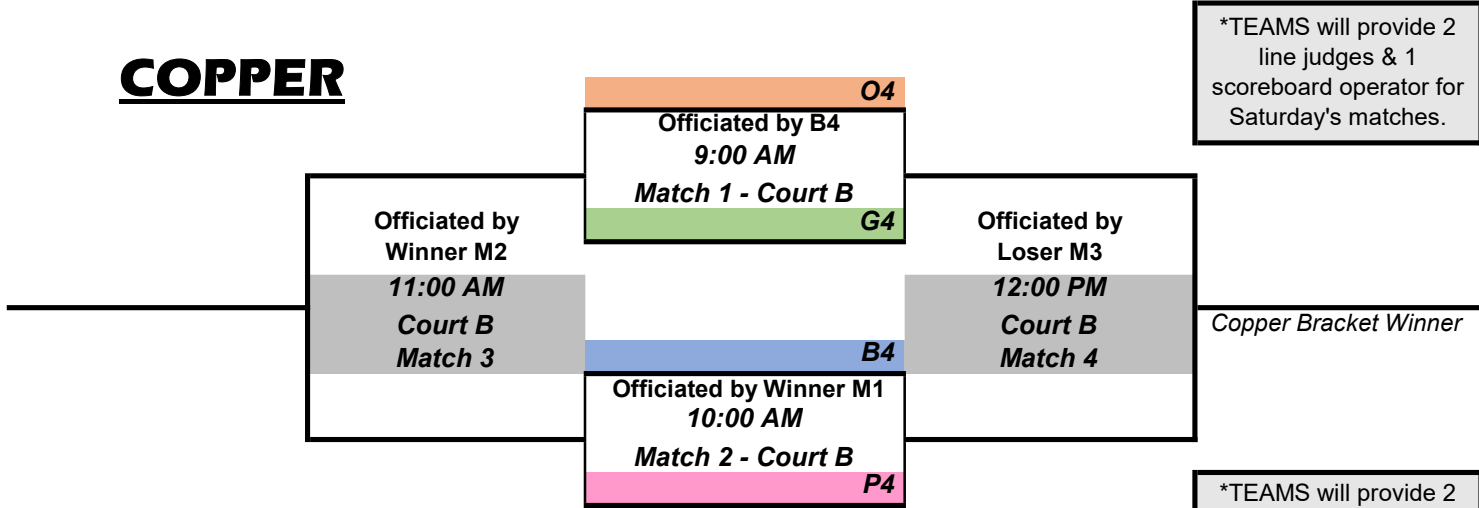 COPPER
*TEAMS will provide 2
line judges & 1
scoreboard operator for
Saturday's matches.
O4
Officiated by B4
9:00 AM
Match 1 - Court B
G4
Officiated by
Winner M2
11:00 AM
Court B
Match 3
Officiated by
Loser M3
12:00 PM
Court B
Match 4
Copper Bracket Winner
B4
Officiated by Winner M1
10:00 AM
Match 2 - Court B
P4
*TEAMS will provide 2